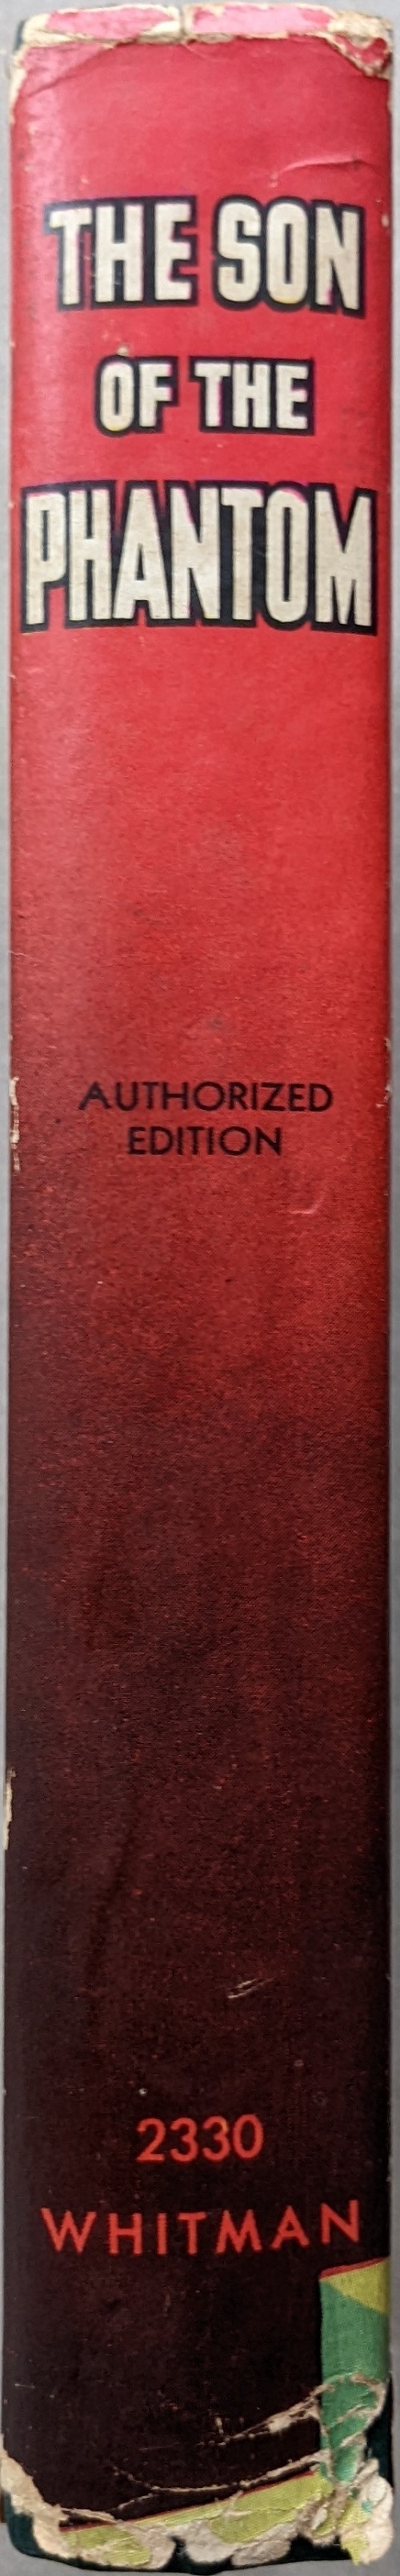 THE SON
OF THE
PHANTOM
AUTHORIZED
EDITION
2330
WHITMAN